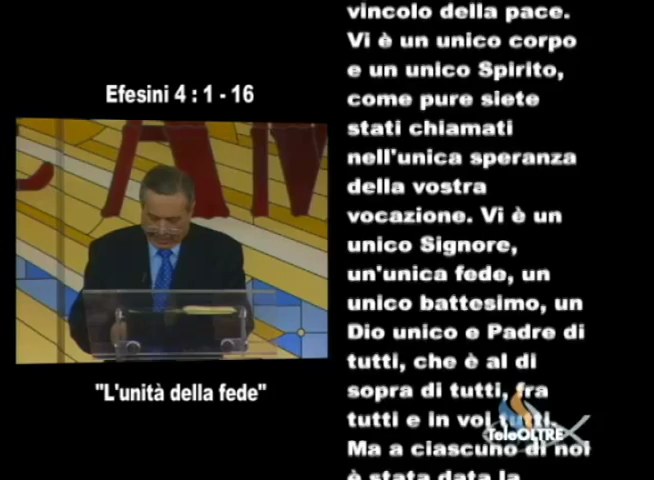 Efesini 4 : 1 - 16
"L'unità della fede"
vincolo della pace.
Vi è un unico corpo
e un unico Spirito,
come pure siete
stati chiamati
nell'unica speranza
della vostra
vocazione. Vi è un
unico Signore,
un'unica fede, un
unico battesimo, un
Dio unico e Padre di
tutti, che è al di
sopra di tutti, fra
tutti e in voi tutti.
Ma a ciascuno di noi
è stata data la
TeleOLTRE